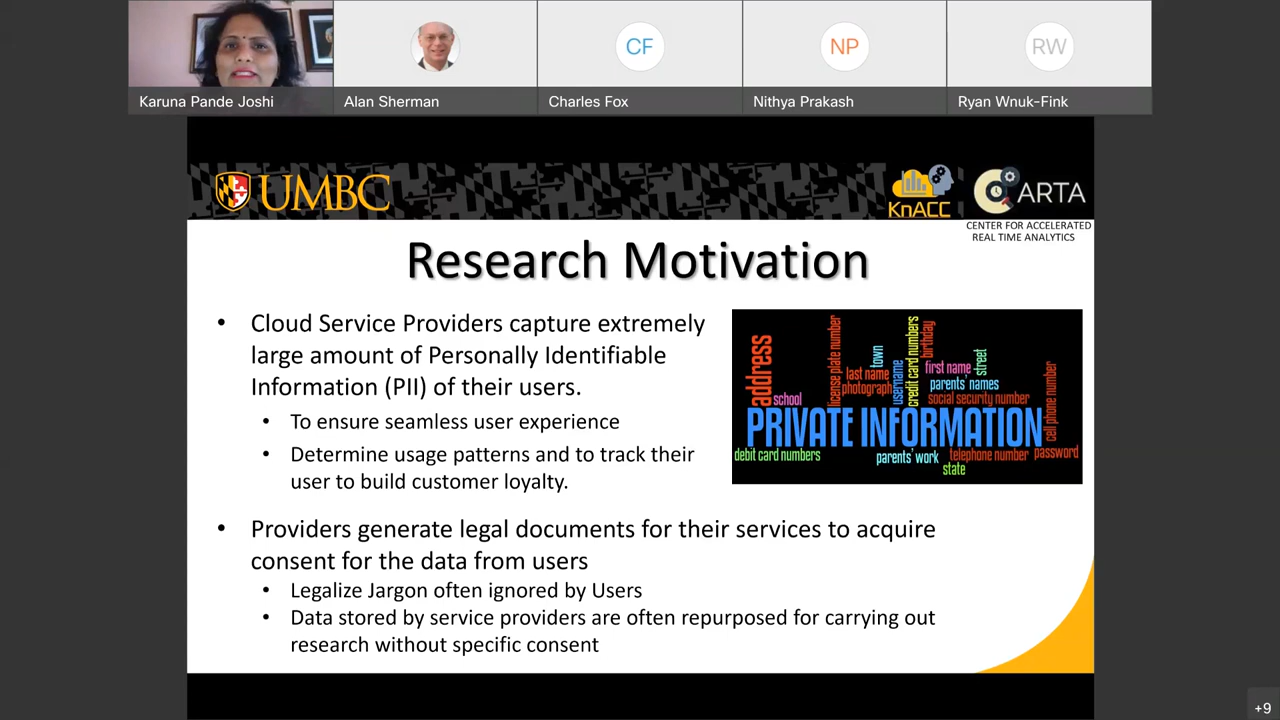 Karuna Pande Joshi
Alan Sherman
CF
Charles Fox
NP
Nithya Prakash
RW
Ryan Wnuk-Fink
UMBC
KnACC
CARTA
CENTER FOR ACCELERATED
REAL TIME ANALYTICS
Research Motivation
• Cloud Service Providers capture extremely
large amount of Personally Identifiable
Information (PII) of their users.
• To ensure seamless user experience
• Determine usage patterns and to track their
user to build customer loyalty.
address
school
license plate number
last name
photograph
town
username
credit card numbers
birthday
first name
street
parents' names
social security number
cell phone number
PRIVATE INFORMATION
debit card numbers
parents' work
telephone number
password
state
• Providers generate legal documents for their services to acquire
consent for the data from users
• Legalize Jargon often ignored by Users
• Data stored by service providers are often repurposed for carrying out
research without specific consent
+9